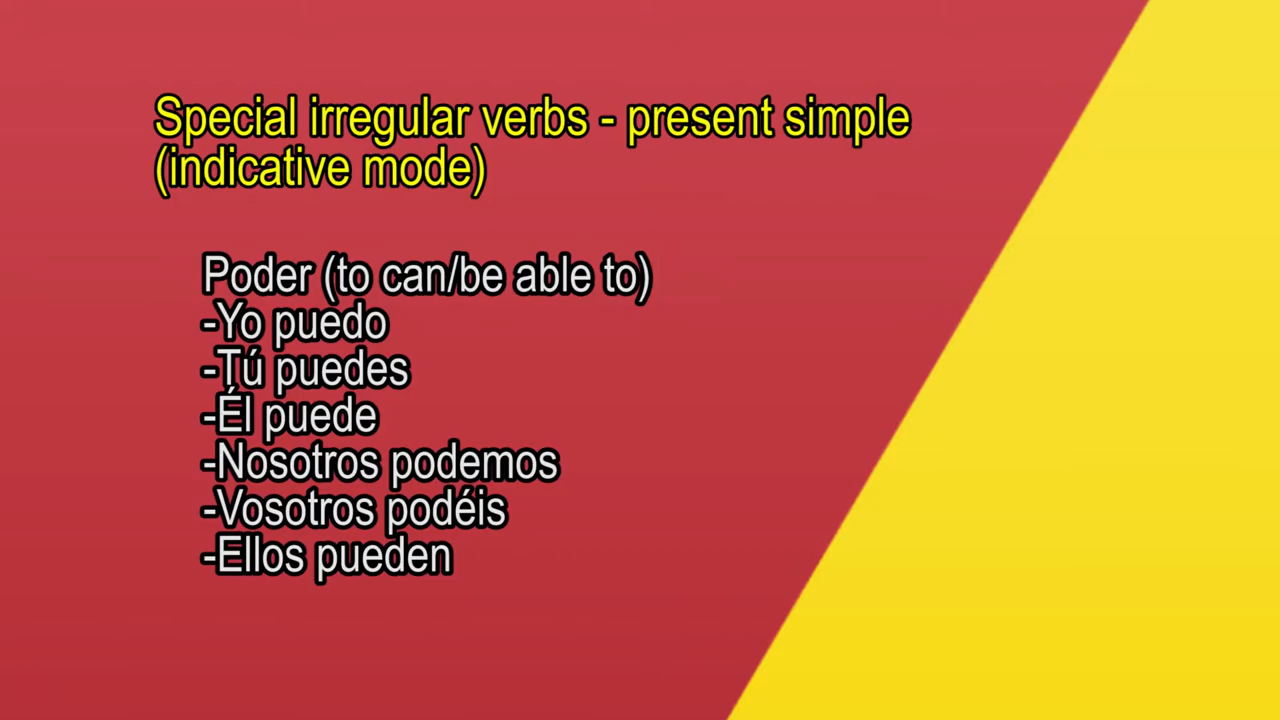 Special irregular verbs - present simple
(indicative mode)
Poder (to can/be able to)
-Yo puedo
-Tú puedes
-Él puede
-Nosotros podemos
-Vosotros podéis
-Ellos pueden